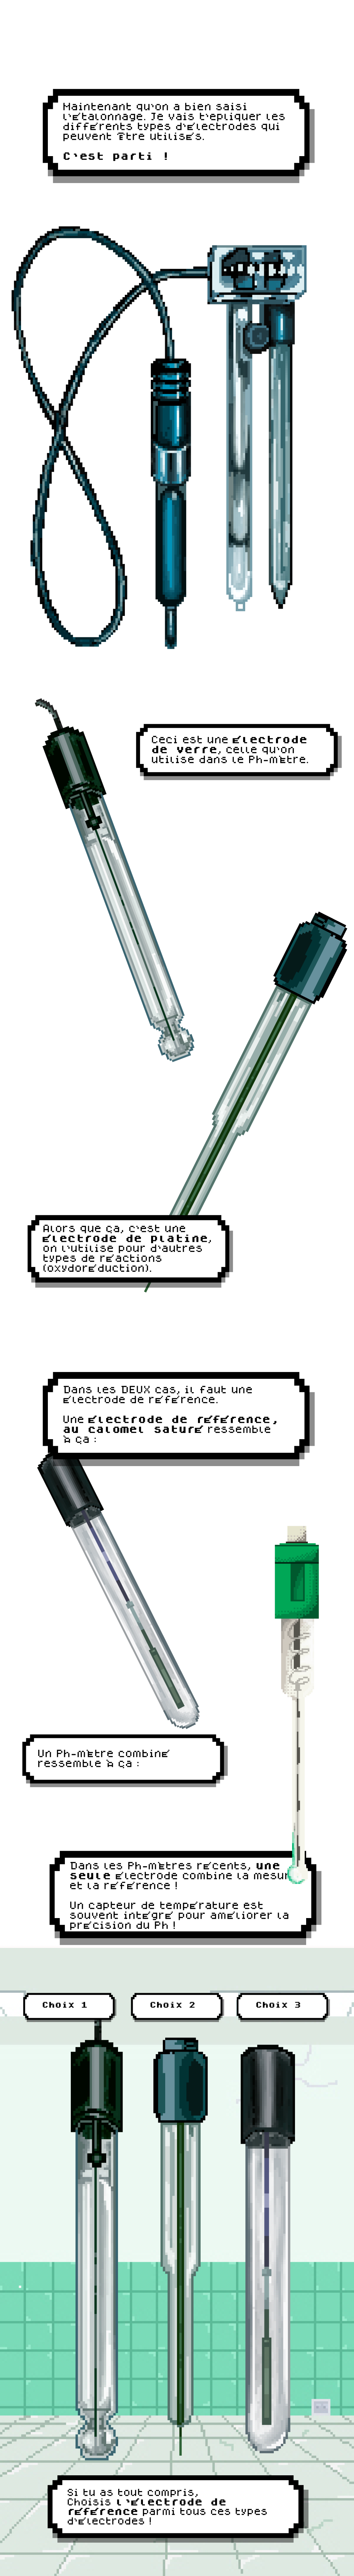 Maintenant qu'on a bien saisi
l'étalonnage. Je vais t'epliquer les
différents types d'électrodes qui
peuvent être utilisés.
C'est parti !
Ceci est une électrode
de verre, celle qu'on
utilise dans le Ph-mètre.
Alors que ça, c'est une
électrode de platine,
on l'utilise pour d'autres
types de réactions
(oxydoréduction).
Dans les DEUX cas, il faut une
électrode de référence.
Une électrode de référence,
au calomel saturé ressemble
à ça :
Un Ph-mètre combiné
ressemble à ça :
Dans les Ph-mètres récents, une
seule électrode combine la mesure
et la référence !
Un capteur de température est
souvent intégré pour améliorer la
précision du Ph !
Choix 1
Choix 2
Choix 3
Si tu as tout compris,
Choisis l'électrode de
référence parmi tous ces types
d'électrodes !